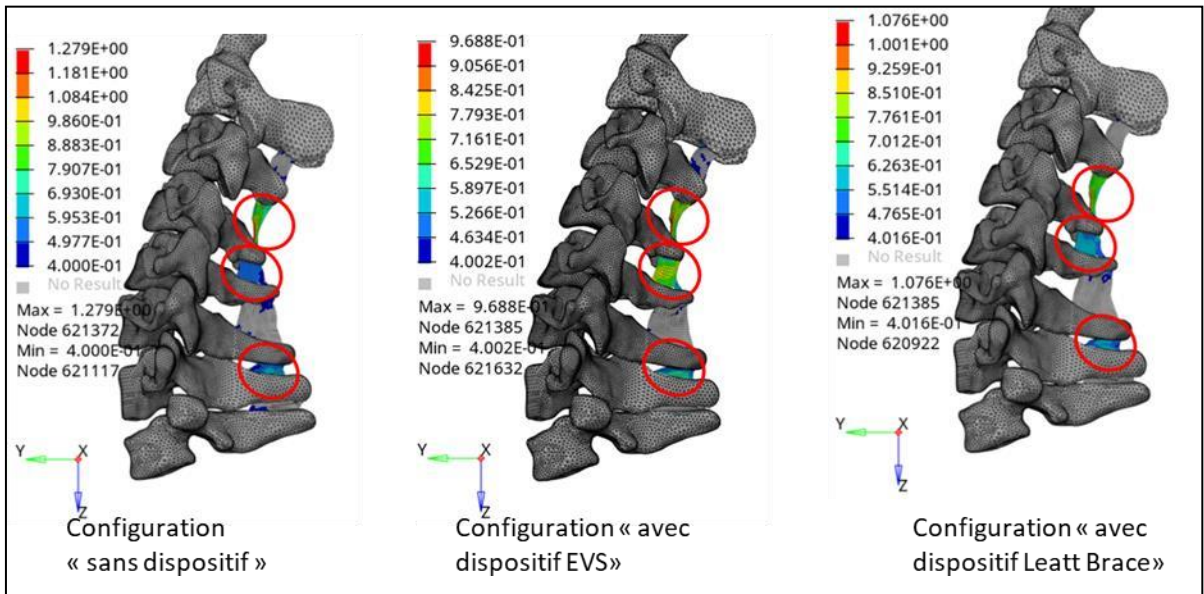 1.279E+00
1.181E+00
1.084E+00
9.860E-01
8.883E-01
7.907E-01
6.930E-01
5.953E-01
4.977E-01
4.000E-01
No Result
Max = 1.279E+00
Node 621372
Min = 4.000E-01
Node 621117
Y
X
Z
Configuration
« sans dispositif »
9.688E-01
9.056E-01
8.425E-01
7.793E-01
7.161E-01
6.529E-01
5.897E-01
5.266E-01
4.634E-01
4.002E-01
No Result
Max = 9.688E-01
Node 621385
Min = 4.002E-01
Node 621632
Y
X
Z
Configuration « avec
dispositif EVS»
1.076E+00
1.001E+00
9.259E-01
8.510E-01
7.761E-01
7.012E-01
6.263E-01
5.514E-01
4.765E-01
4.016E-01
No Result
Max = 1.076E+00
Node 621385
Min = 4.016E-01
Node 620922
Y
X
Z
Configuration « avec
dispositif Leatt Brace»